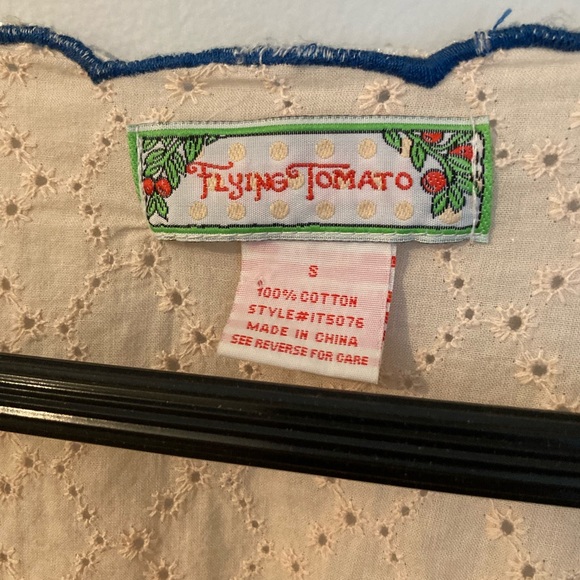 Flying Tomato
S
100% COTTON
STYLE#IT5076
MADE IN CHINA
SEE REVERSE FOR CARE